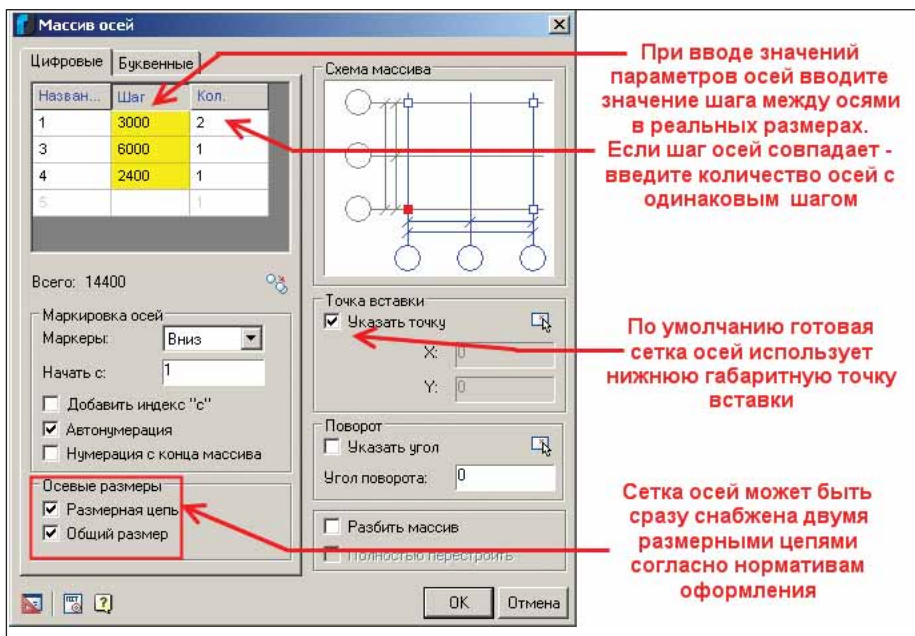 Массив осей
Цифровые
Буквенные
Назван... Шаг Кол.
1 3000 2
3 6000 1
4 2400 1
5 1
Всего: 14400
Маркировка осей
Маркеры: Вниз
Начать с: 1
Добавить индекс "с"
Автонумерация
Нумерация с конца массива
Осевые размеры
Размерная цепь
Общий размер
Схема массива
Точка вставки
Указать точку
X: 0
Y: 0
Поворот
Указать угол
Угол поворота: 0
Разбить массив
Полностью перестроить
OK
Отмена
При вводе значений
параметров осей вводите
значение шага между осями
в реальных размерах.
Если шаг осей совпадает -
введите количество осей с
одинаковым шагом
По умолчанию готовая
сетка осей использует
нижнюю габаритную точку
вставки
Сетка осей может быть
сразу снабжена двумя
размерными цепями
согласно нормативам
оформления